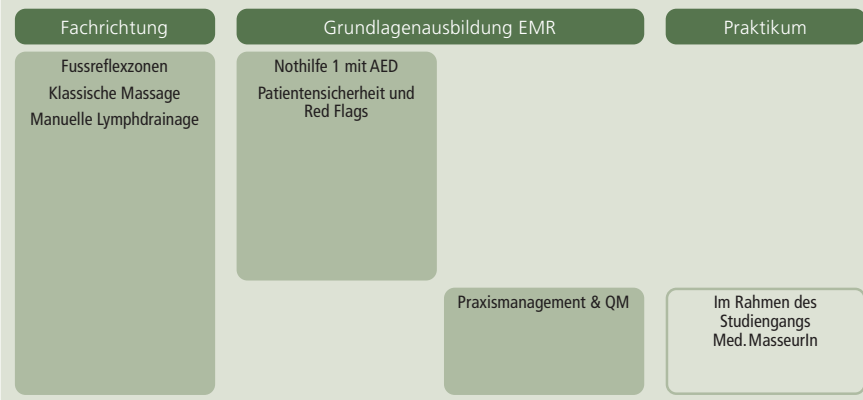 Fachrichtung
Grundlagenausbildung EMR
Praktikum
Fussreflexzonen
Klassische Massage
Manuelle Lymphdrainage
Nothilfe 1 mit AED
Patientensicherheit und
Red Flags
Praxismanagement & QM
Im Rahmen des
Studiengangs
Med. MasseurIn